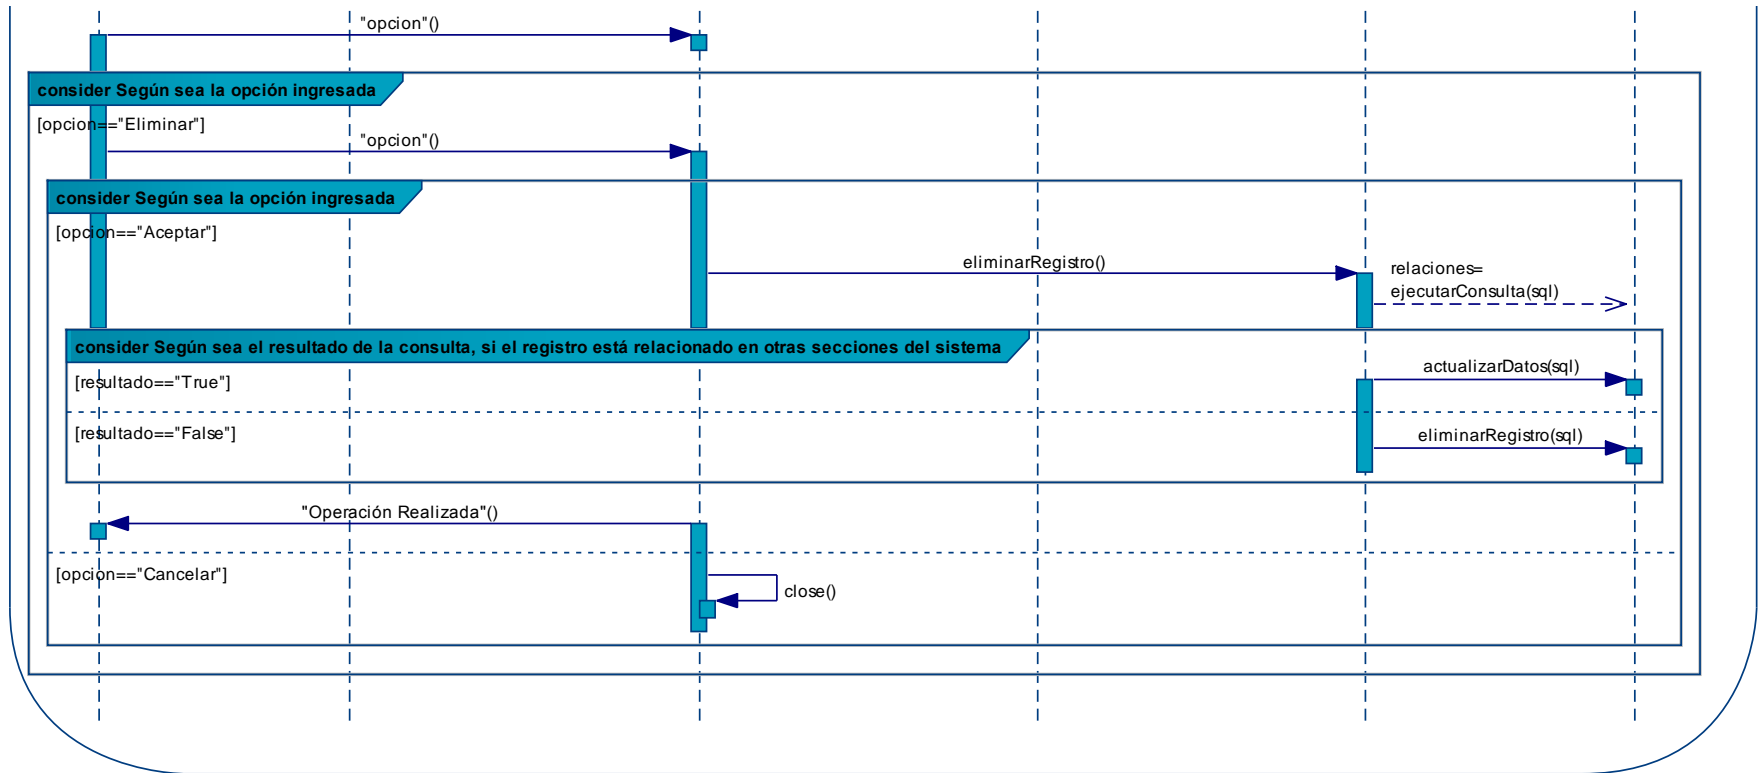 "opcion"()
consider Según sea la opción ingresada
[opcion=="Eliminar"]
"opcion"()
consider Según sea la opción ingresada
[opcion=="Aceptar"]
eliminarRegistro()
relaciones=
ejecutarConsulta(sql)
consider Según sea el resultado de la consulta, si el registro está relacionado en otras secciones del sistema
[resultado=="True"]
actualizarDatos(sql)
[resultado=="False"]
eliminarRegistro(sql)
"Operación Realizada"()
[opcion=="Cancelar"]
close()